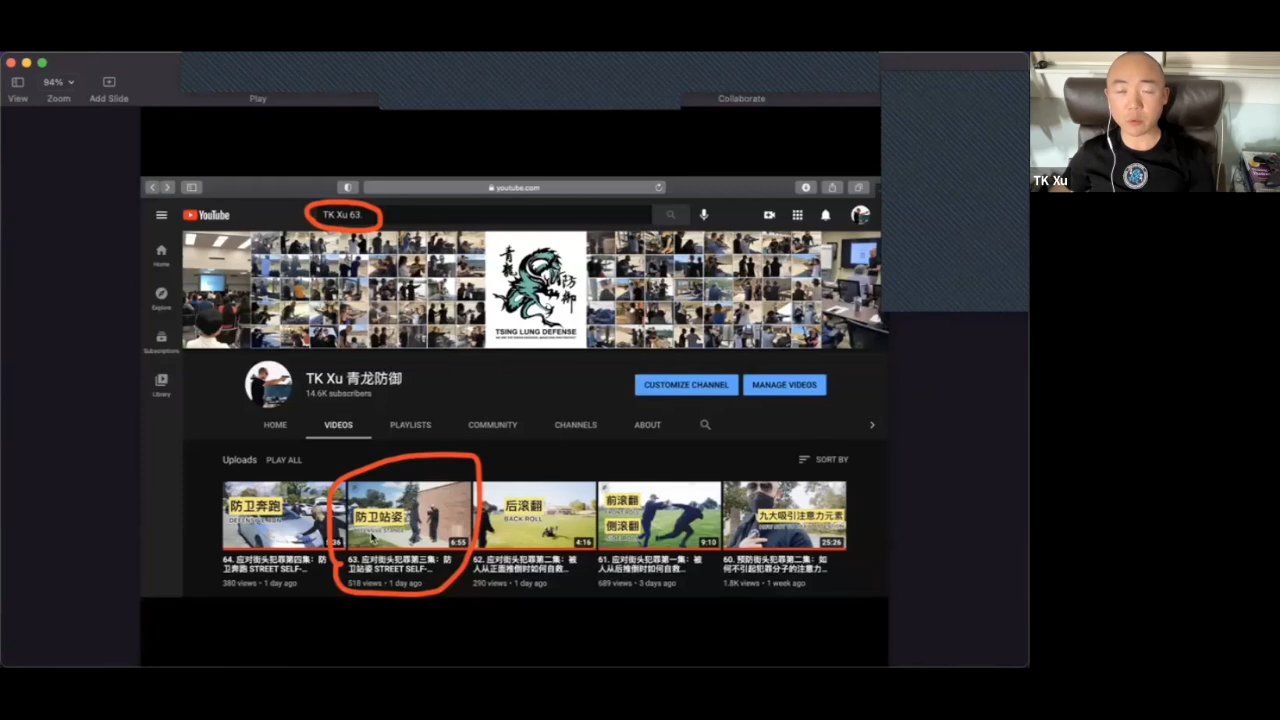 94%
View
Zoom
Add Slide
Play
Collaborate
TK Xu
youtube.com
YouTube
TK Xu 63.
Home
Explore
Subscriptions
Library
青龍
防御
TSING LUNG DEFENSE
TK Xu 青龙防御
14.6K subscribers
CUSTOMIZE CHANNEL
MANAGE VIDEOS
HOME
VIDEOS
PLAYLISTS
COMMUNITY
CHANNELS
ABOUT
Uploads
PLAY ALL
SORT BY
防卫奔跑
防卫站姿
6:55
后滚翻
BACK ROLL
4:16
前滚翻
侧滚翻
9:10
九大吸引注意力元素
25:26
64. 应对街头犯罪第四集：防
卫奔跑 STREET SELF-...
380 views • 1 day ago
63. 应对街头犯罪第三集：防
卫站姿 STREET SELF-...
518 views • 1 day ago
62. 应对街头犯罪第二集：被
人从正面推倒时如何自救...
290 views • 1 day ago
61. 应对街头犯罪第一集：被
人从后推倒时如何自救...
689 views • 3 days ago
60. 预防街头犯罪第二集：如
何不引起犯罪分子的注意力...
1.8K views • 1 week ago